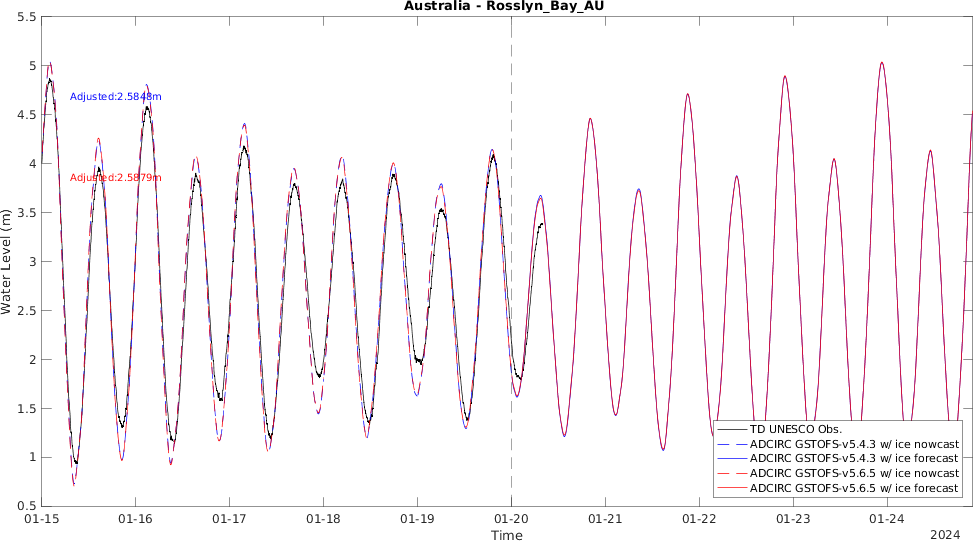 Australia - Rosslyn_Bay_AU
5.5
5
4.5
4
3.5
3
2.5
2
1.5
1
0.5
Water Level (m)
Adjusted:2.5848m
Adjusted:2.5879m
TD UNESCO Obs.
ADCIRC GSTOFS-v5.4.3 w/ ice nowcast
ADCIRC GSTOFS-v5.4.3 w/ ice forecast
ADCIRC GSTOFS-v5.6.5 w/ ice nowcast
ADCIRC GSTOFS-v5.6.5 w/ ice forecast
01-15 01-16 01-17 01-18 01-19 01-20 01-21 01-22 01-23 01-24
Time
2024